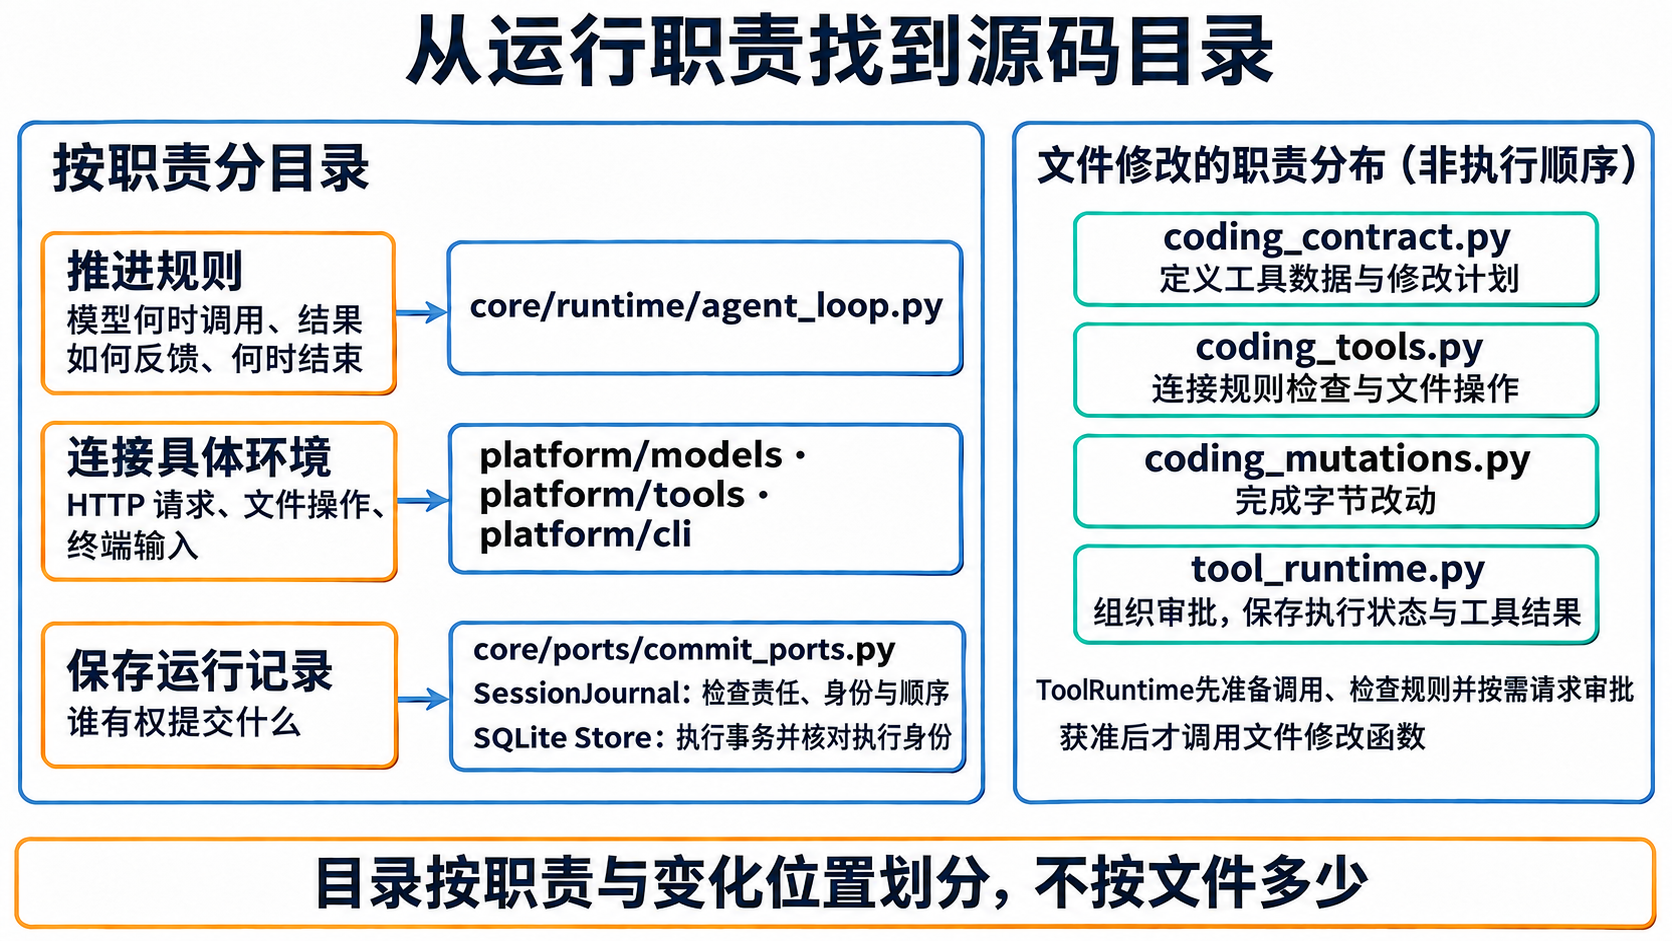 从运行职责找到源码目录
按职责分目录
推进规则
模型何时调用、结果
如何反馈、何时结束
core/runtime/agent_loop.py
连接具体环境
HTTP 请求、文件操作、
终端输入
platform/models ·
platform/tools ·
platform/cli
保存运行记录
谁有权提交什么
core/ports/commit_ports.py
SessionJournal：检查责任、身份与顺序
SQLite Store：执行事务并核对执行身份
文件修改的职责分布（非执行顺序）
coding_contract.py
定义工具数据与修改计划
coding_tools.py
连接规则检查与文件操作
coding_mutations.py
完成字节改动
tool_runtime.py
组织审批，保存执行状态与工具结果
ToolRuntime先准备调用、检查规则并按需请求审批
获准后才调用文件修改函数
目录按职责与变化位置划分，不按文件多少